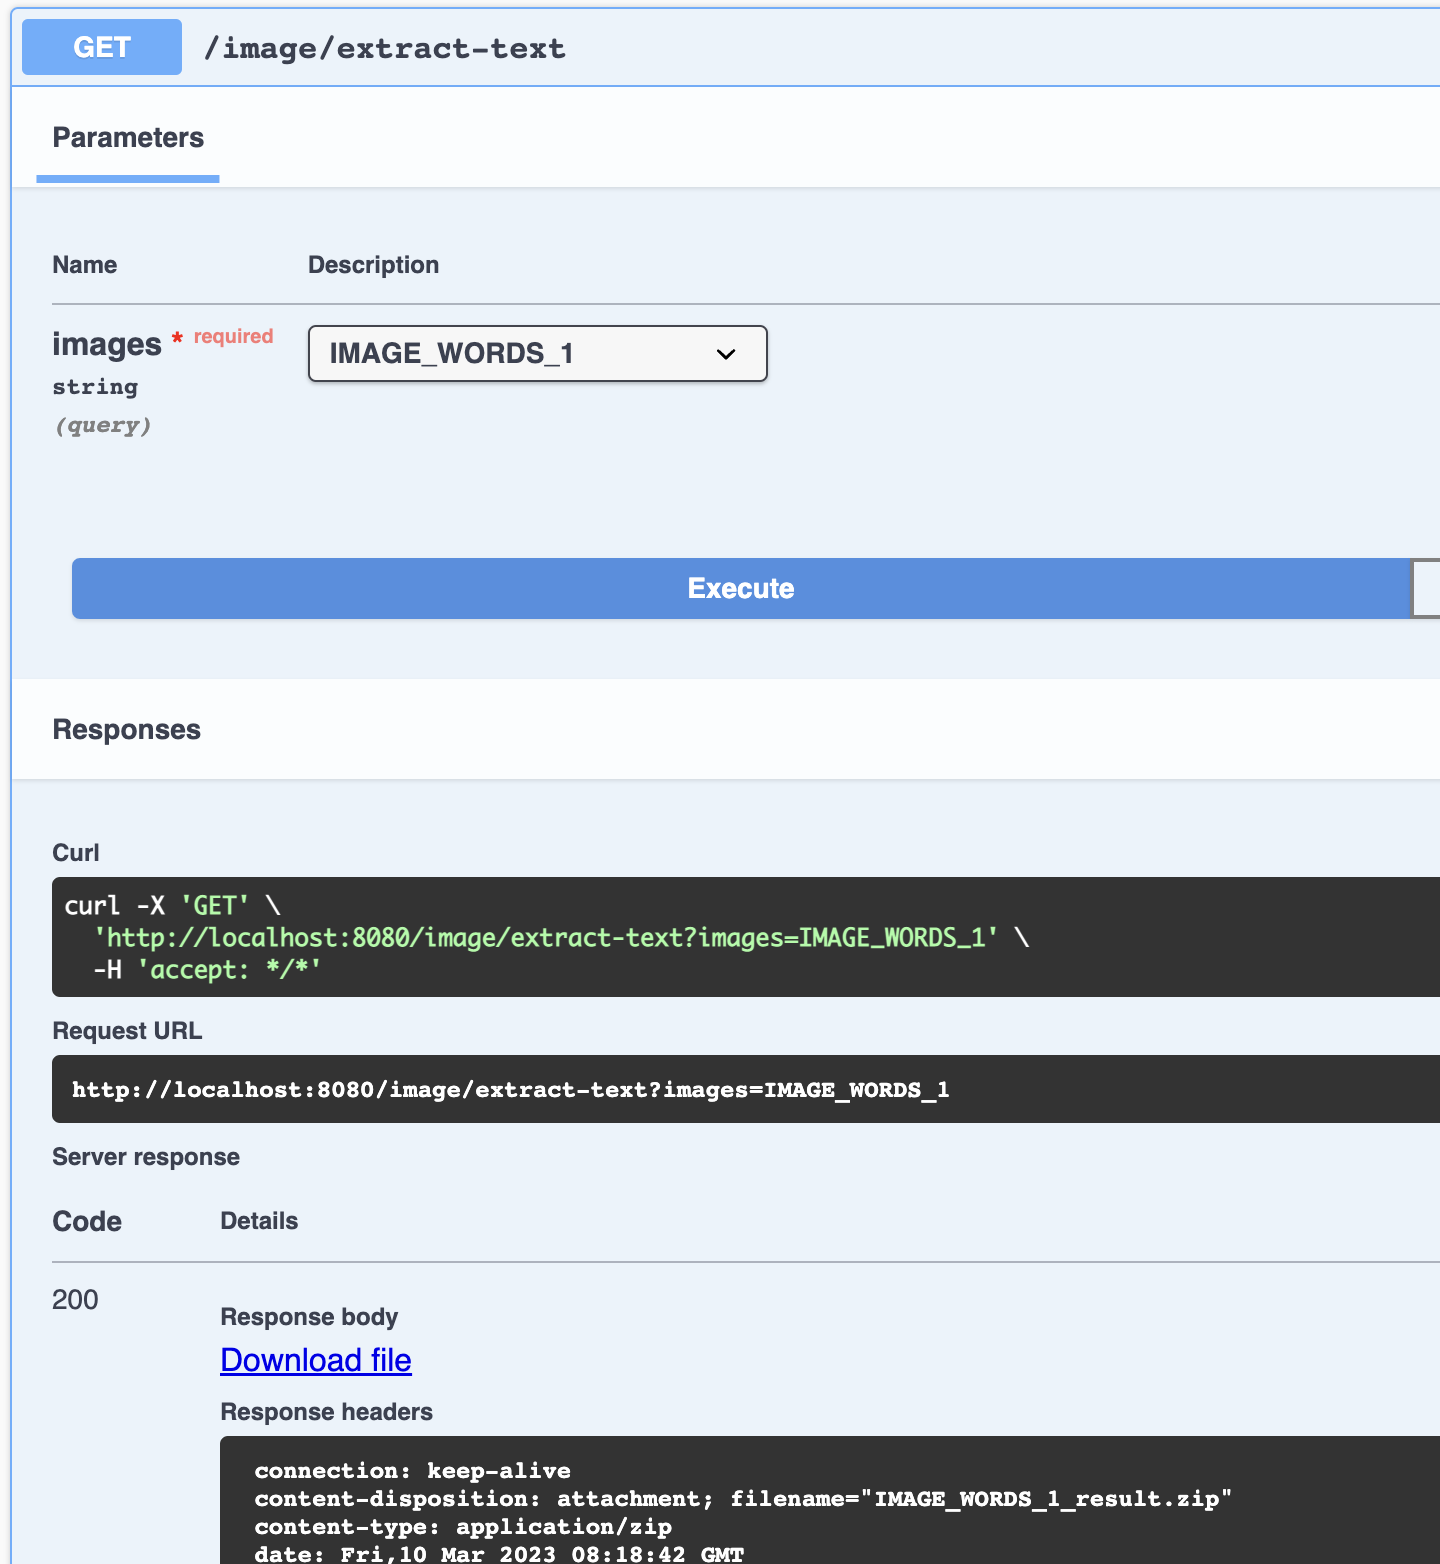 GET /image/extract-text
Parameters
Name Description
images * required
IMAGE_WORDS_1
string
(query)
Execute
Responses
Curl
curl -X 'GET' \
'http://localhost:8080/image/extract-text?images=IMAGE_WORDS_1' \
-H 'accept: */*'
Request URL
http://localhost:8080/image/extract-text?images=IMAGE_WORDS_1
Server response
Code Details
200
Response body
Download file
Response headers
connection: keep-alive
content-disposition: attachment; filename="IMAGE_WORDS_1_result.zip"
content-type: application/zip
date: Fri,10 Mar 2023 08:18:42 GMT